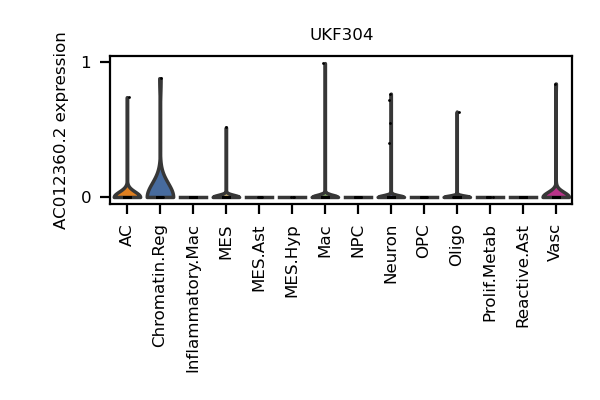 UKF304
AC012360.2 expression
1
0
AC
Chromatin.Reg
Inflammatory.Mac
MES
MES.Ast
MES.Hyp
Mac
NPC
Neuron
OPC
Oligo
Prolif.Metab
Reactive.Ast
Vasc